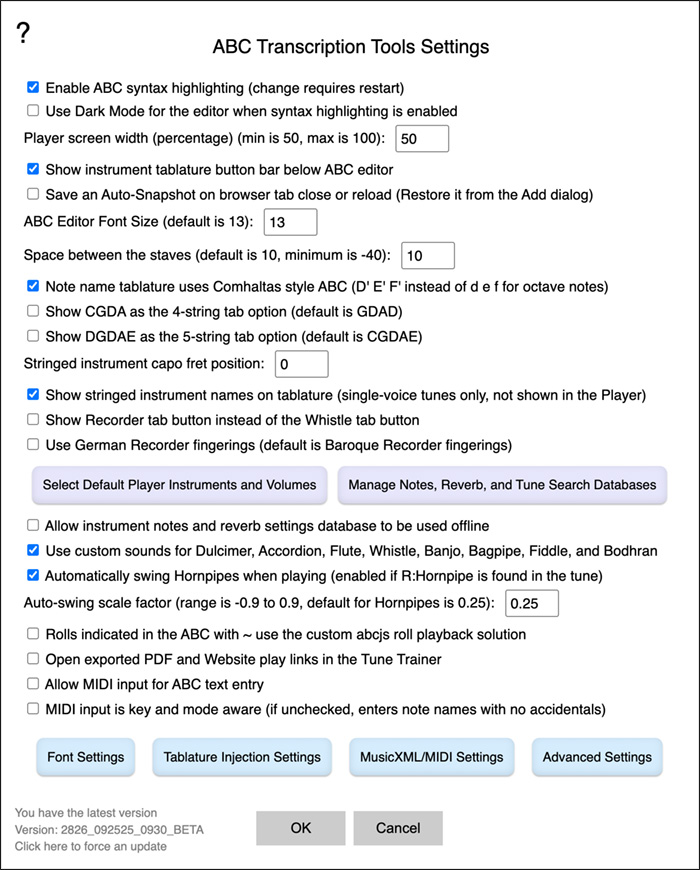 ?
ABC Transcription Tools Settings
Enable ABC syntax highlighting (change requires restart)
Use Dark Mode for the editor when syntax highlighting is enabled
Player screen width (percentage) (min is 50, max is 100): 50
Show instrument tablature button bar below ABC editor
Save an Auto-Snapshot on browser tab close or reload (Restore it from the Add dialog)
ABC Editor Font Size (default is 13): 13
Space between the staves (default is 10, minimum is -40): 10
Note name tablature uses Comhaltas style ABC (D' E' F' instead of d e f for octave notes)
Show CGDA as the 4-string tab option (default is GDAD)
Show DGDAE as the 5-string tab option (default is CGDAE)
Stringed instrument capo fret position: 0
Show stringed instrument names on tablature (single-voice tunes only, not shown in the Player)
Show Recorder tab button instead of the Whistle tab button
Use German Recorder fingerings (default is Baroque Recorder fingerings)
Select Default Player Instruments and Volumes Manage Notes, Reverb, and Tune Search Databases
Allow instrument notes and reverb settings database to be used offline
Use custom sounds for Dulcimer, Accordion, Flute, Whistle, Banjo, Bagpipe, Fiddle, and Bodhran
Automatically swing Hornpipes when playing (enabled if R:Hornpipe is found in the tune)
Auto-swing scale factor (range is -0.9 to 0.9, default for Hornpipes is 0.25): 0.25
Rolls indicated in the ABC with ~ use the custom abcjs roll playback solution
Open exported PDF and Website play links in the Tune Trainer
Allow MIDI input for ABC text entry
MIDI input is key and mode aware (if unchecked, enters note names with no accidentals)
Font Settings Tablature Injection Settings MusicXML/MIDI Settings Advanced Settings
You have the latest version
Version: 2826_092525_0930_BETA
Click here to force an update
OK Cancel